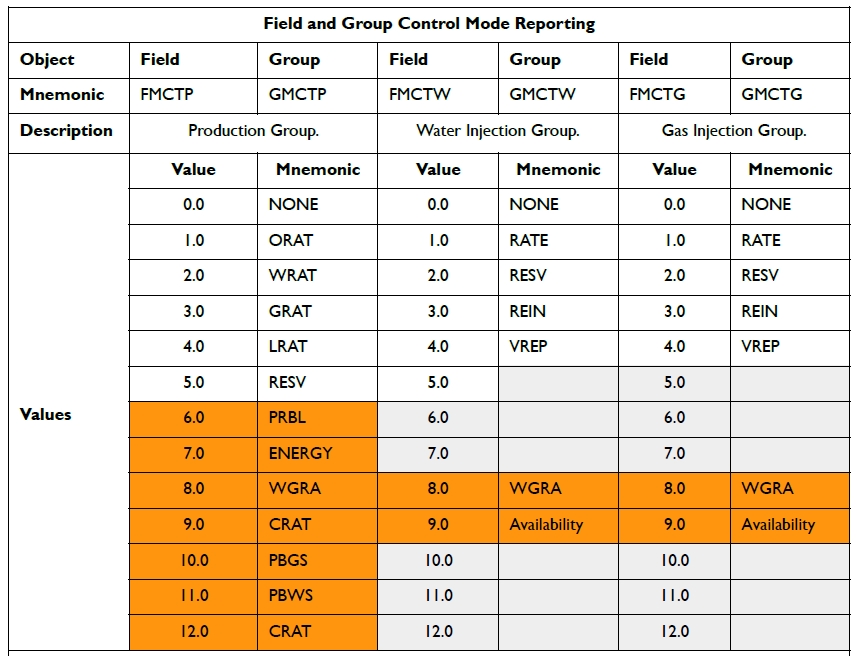 Field and Group Control Mode Reporting
Object Field Group Field Group Field Group
Mnemonic FMCTP GMCTP FMCTW GMCTW FMCTG GMCTG
Description Production Group. Water Injection Group. Gas Injection Group.
Values
Value Mnemonic Value Mnemonic Value Mnemonic
0.0 NONE 0.0 NONE 0.0 NONE
1.0 ORAT 1.0 RATE 1.0 RATE
2.0 WRAT 2.0 RESV 2.0 RESV
3.0 GRAT 3.0 REIN 3.0 REIN
4.0 LRAT 4.0 VREP 4.0 VREP
5.0 RESV 5.0 5.0
6.0 PRBL 6.0 6.0
7.0 ENERGY 7.0 7.0
8.0 WGRA 8.0 WGRA 8.0 WGRA
9.0 CRAT 9.0 Availability 9.0 Availability
10.0 PBGS 10.0 10.0
11.0 PBWS 11.0 11.0
12.0 CRAT 12.0 12.0